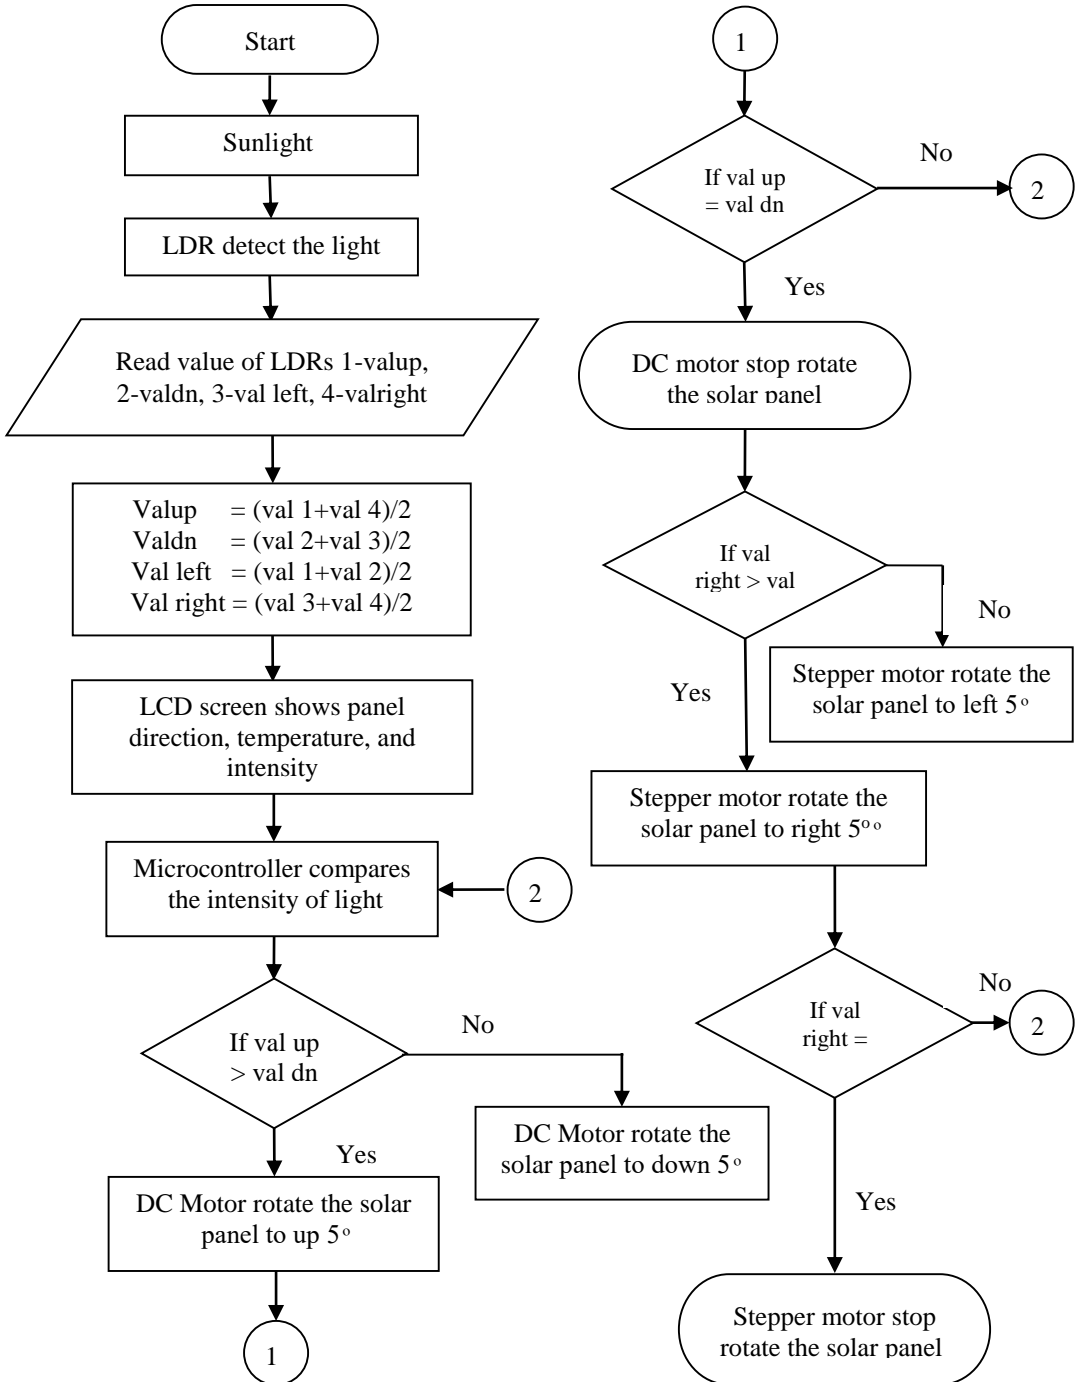 Start
Sunlight
LDR detect the light
Read value of LDRs 1-valup,
2-valdn, 3-val left, 4-valright
Valup = (val 1+val 4)/2
Valdn = (val 2+val 3)/2
Val left = (val 1+val 2)/2
Val right = (val 3+val 4)/2
LCD screen shows panel
direction, temperature, and
intensity
Microcontroller compares
the intensity of light
2
If val up
> val dn
No
DC Motor rotate the
solar panel to down 5°
Yes
DC Motor rotate the solar
panel to up 5°
1
1
If val up
= val dn
No
2
Yes
DC motor stop rotate
the solar panel
If val
right > val
No
Stepper motor rotate the
solar panel to left 5°
Yes
Stepper motor rotate the
solar panel to right 5°°
If val
right =
No
2
Yes
Stepper motor stop
rotate the solar panel